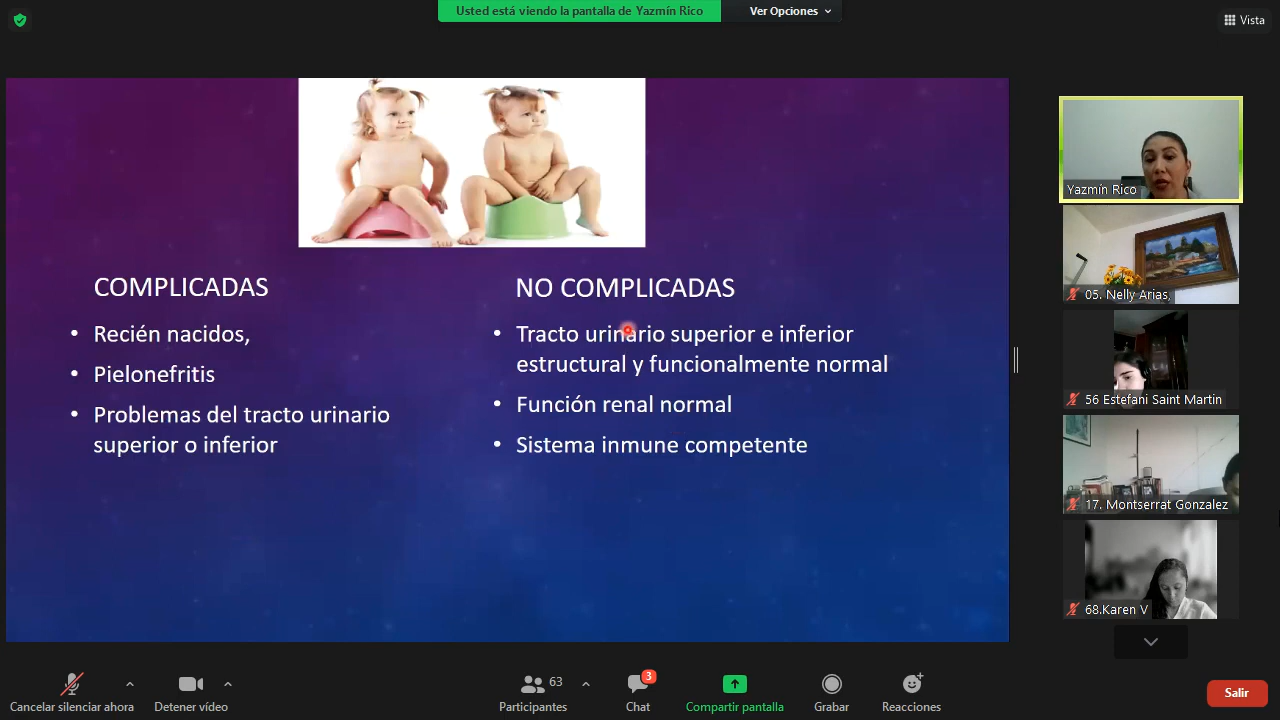 Usted está viendo la pantalla de Yazmín Rico
Ver Opciones
Vista
COMPLICADAS
• Recién nacidos,
• Pielonefritis
• Problemas del tracto urinario
superior o inferior
NO COMPLICADAS
• Tracto urinario superior e inferior
estructural y funcionalmente normal
• Función renal normal
• Sistema inmune competente
Yazmín Rico
05. Nelly Arias,
56 Estefani Saint Martin
17. Montserrat Gonzalez
68.Karen V
Cancelar silenciar ahora
Detener vídeo
63
Participantes
3
Chat
Compartir pantalla
Grabar
Reacciones
Salir